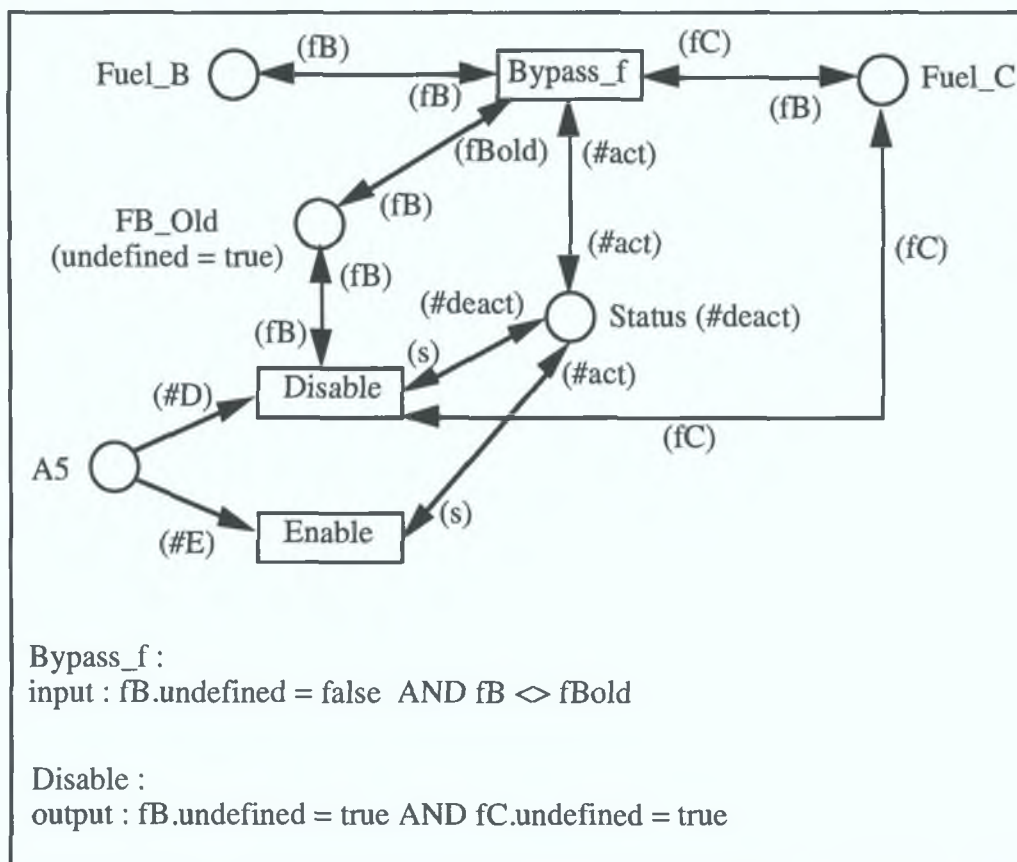 (fB)
(fC)
Fuel_B
Bypass_f
Fuel_C
(fB)
(fB)
(fBold)
(#act)
(fB)
FB_Old
(undefined = true)
(fB)
(#act)
(fC)
(#deact)
Status (#deact)
(fB)
(s)
(#act)
Disable
(#D)
(fC)
A5
(s)
Enable
(#E)
Bypass_f :
input : fB.undefined = false AND fB <> fBold
Disable :
output : fB.undefined = true AND fC.undefined = true